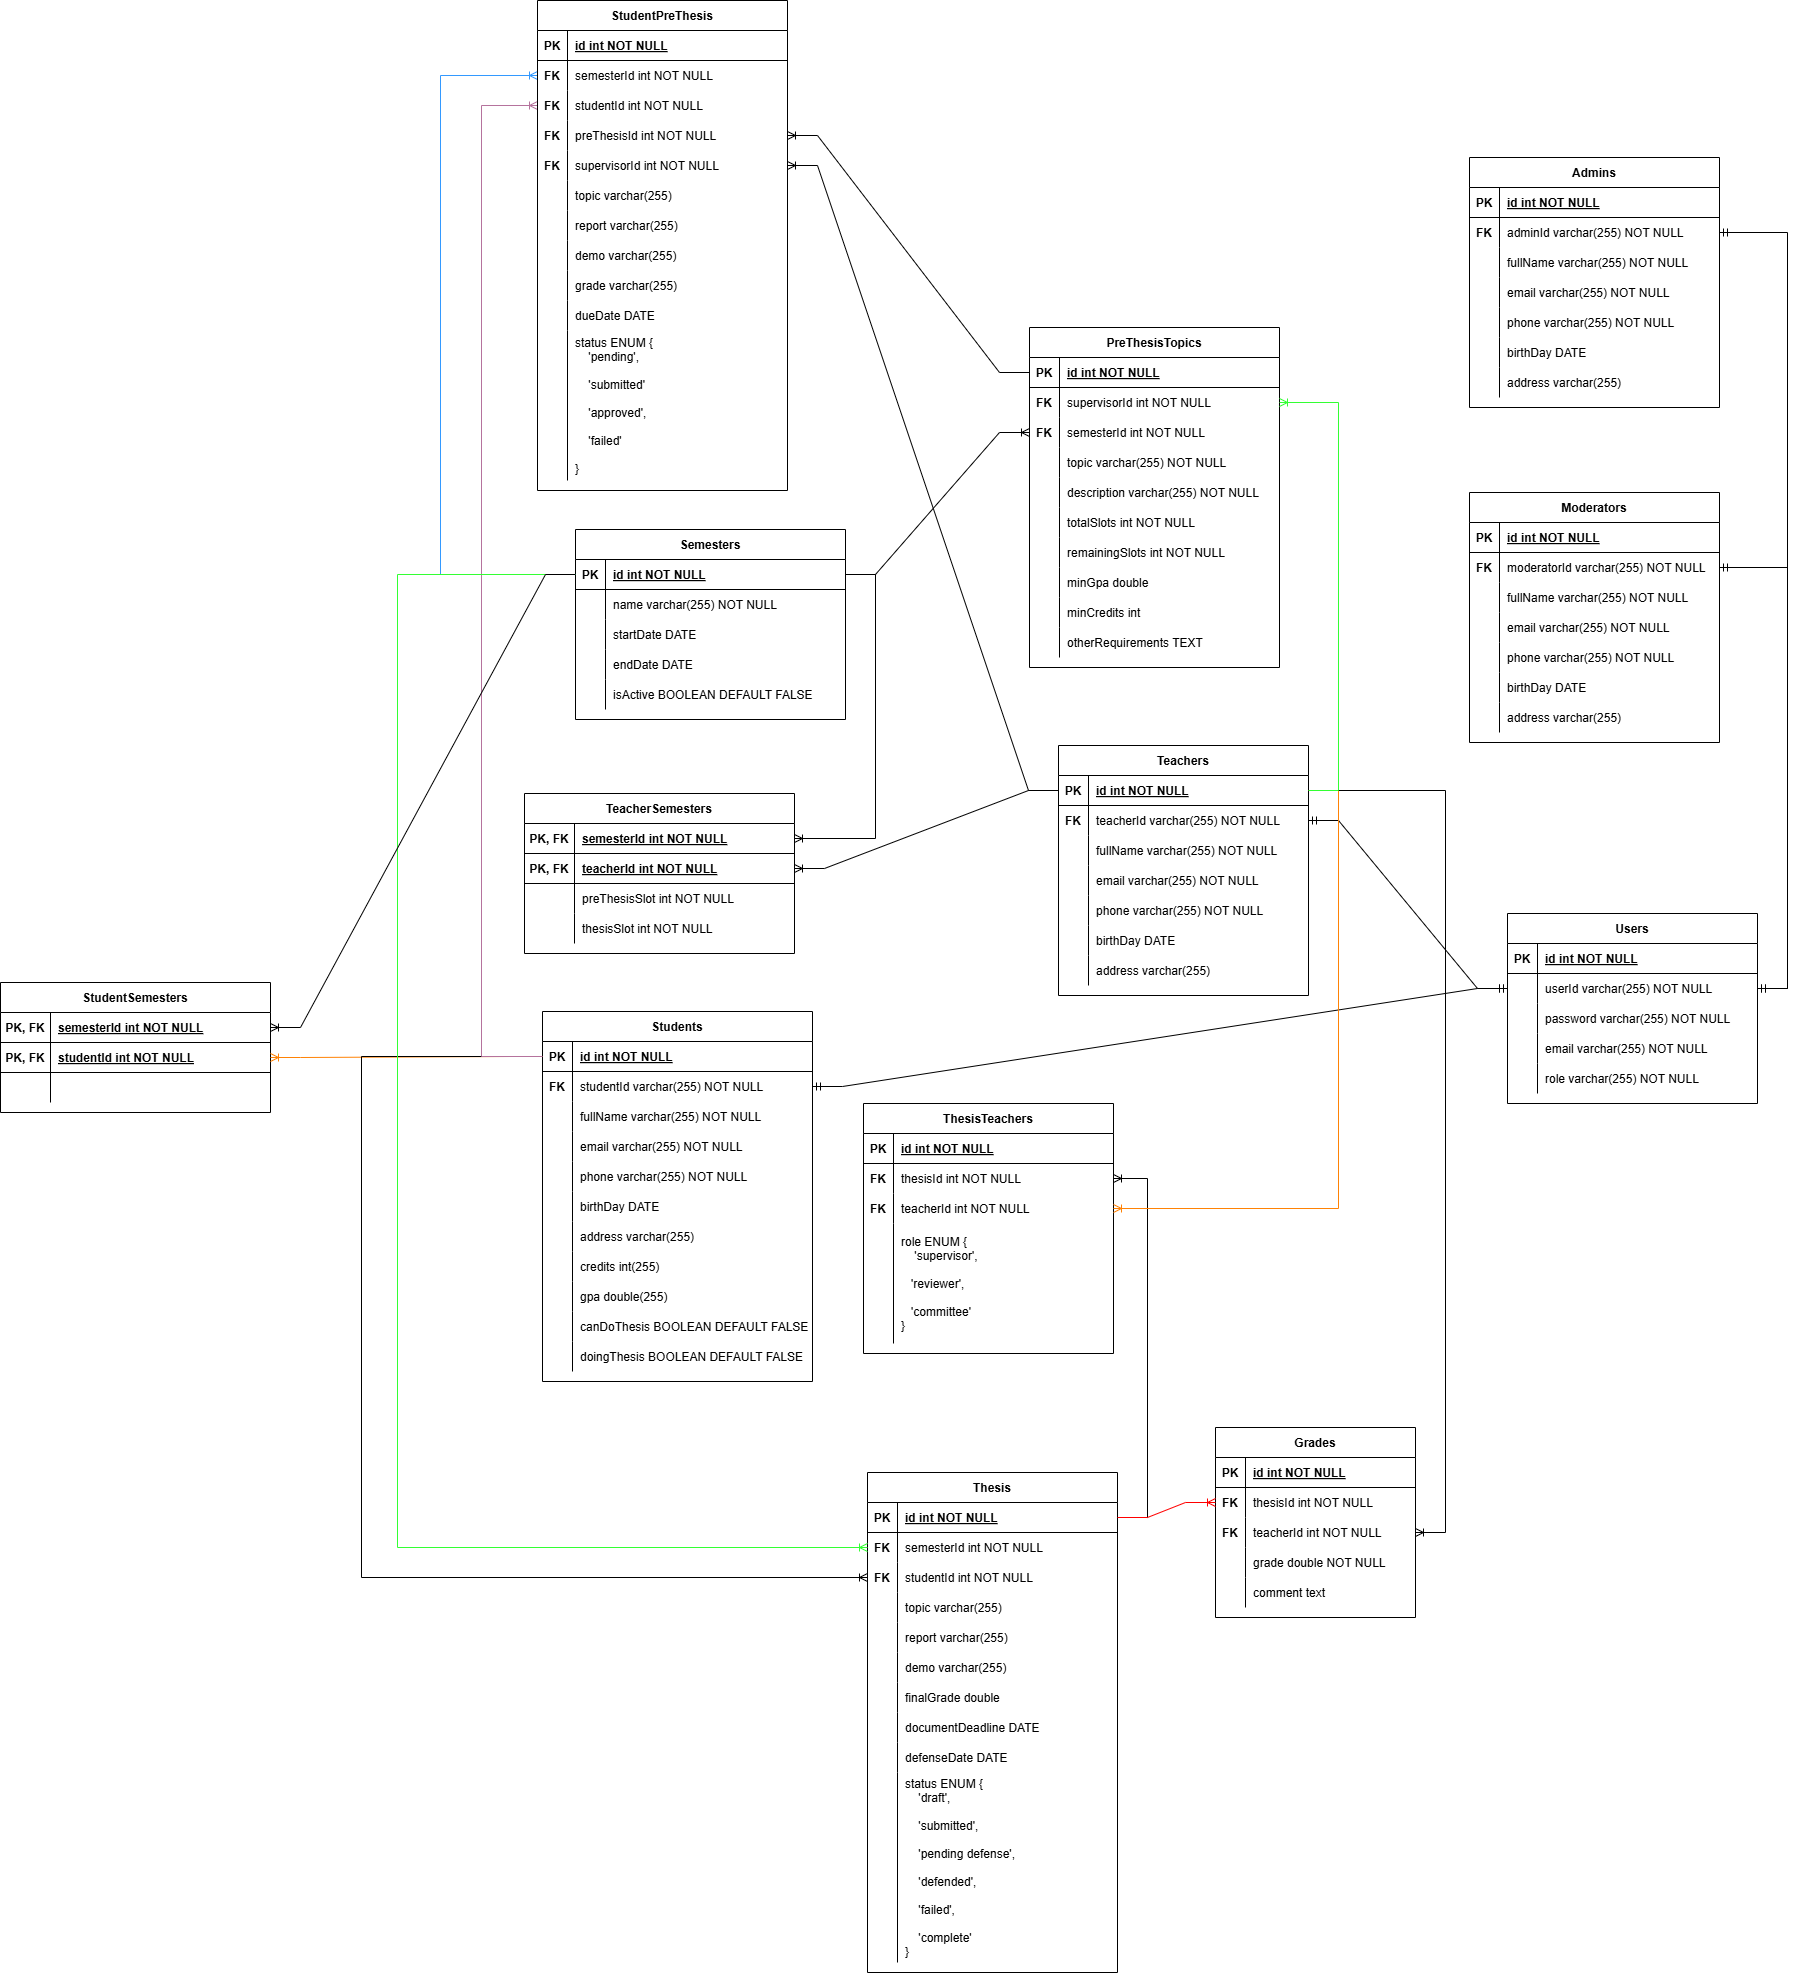 StudentPreThesis
PK id int NOT NULL
FK semesterId int NOT NULL
FK studentId int NOT NULL
FK preThesisId int NOT NULL
FK supervisorId int NOT NULL
topic varchar(255)
report varchar(255)
demo varchar(255)
grade varchar(255)
dueDate DATE
status ENUM {
'pending',
'submitted'
'approved',
'failed'
}
Admins
PK id int NOT NULL
FK adminId varchar(255) NOT NULL
fullName varchar(255) NOT NULL
email varchar(255) NOT NULL
phone varchar(255) NOT NULL
birthDay DATE
address varchar(255)
PreThesisTopics
PK id int NOT NULL
FK supervisorId int NOT NULL
FK semesterId int NOT NULL
topic varchar(255) NOT NULL
description varchar(255) NOT NULL
totalSlots int NOT NULL
remainingSlots int NOT NULL
minGpa double
minCredits int
otherRequirements TEXT
Moderators
PK id int NOT NULL
FK moderatorId varchar(255) NOT NULL
fullName varchar(255) NOT NULL
email varchar(255) NOT NULL
phone varchar(255) NOT NULL
birthDay DATE
address varchar(255)
Semesters
PK id int NOT NULL
name varchar(255) NOT NULL
startDate DATE
endDate DATE
isActive BOOLEAN DEFAULT FALSE
Teachers
PK id int NOT NULL
FK teacherId varchar(255) NOT NULL
fullName varchar(255) NOT NULL
email varchar(255) NOT NULL
phone varchar(255) NOT NULL
birthDay DATE
address varchar(255)
TeacherSemesters
PK, FK semesterId int NOT NULL
PK, FK teacherId int NOT NULL
preThesisSlot int NOT NULL
thesisSlot int NOT NULL
Users
PK id int NOT NULL
userId varchar(255) NOT NULL
password varchar(255) NOT NULL
email varchar(255) NOT NULL
role varchar(255) NOT NULL
StudentSemesters
PK, FK semesterId int NOT NULL
PK, FK studentId int NOT NULL
Students
PK id int NOT NULL
FK studentId varchar(255) NOT NULL
fullName varchar(255) NOT NULL
email varchar(255) NOT NULL
phone varchar(255) NOT NULL
birthDay DATE
address varchar(255)
credits int(255)
gpa double(255)
canDoThesis BOOLEAN DEFAULT FALSE
doingThesis BOOLEAN DEFAULT FALSE
ThesisTeachers
PK id int NOT NULL
FK thesisId int NOT NULL
FK teacherId int NOT NULL
role ENUM {
'supervisor',
'reviewer',
'committee'
}
Grades
PK id int NOT NULL
FK thesisId int NOT NULL
FK teacherId int NOT NULL
grade double NOT NULL
comment text
Thesis
PK id int NOT NULL
FK semesterId int NOT NULL
FK studentId int NOT NULL
topic varchar(255)
report varchar(255)
demo varchar(255)
finalGrade double
documentDeadline DATE
defenseDate DATE
status ENUM {
'draft',
'submitted',
'pending defense',
'defended',
'failed',
'complete'
}